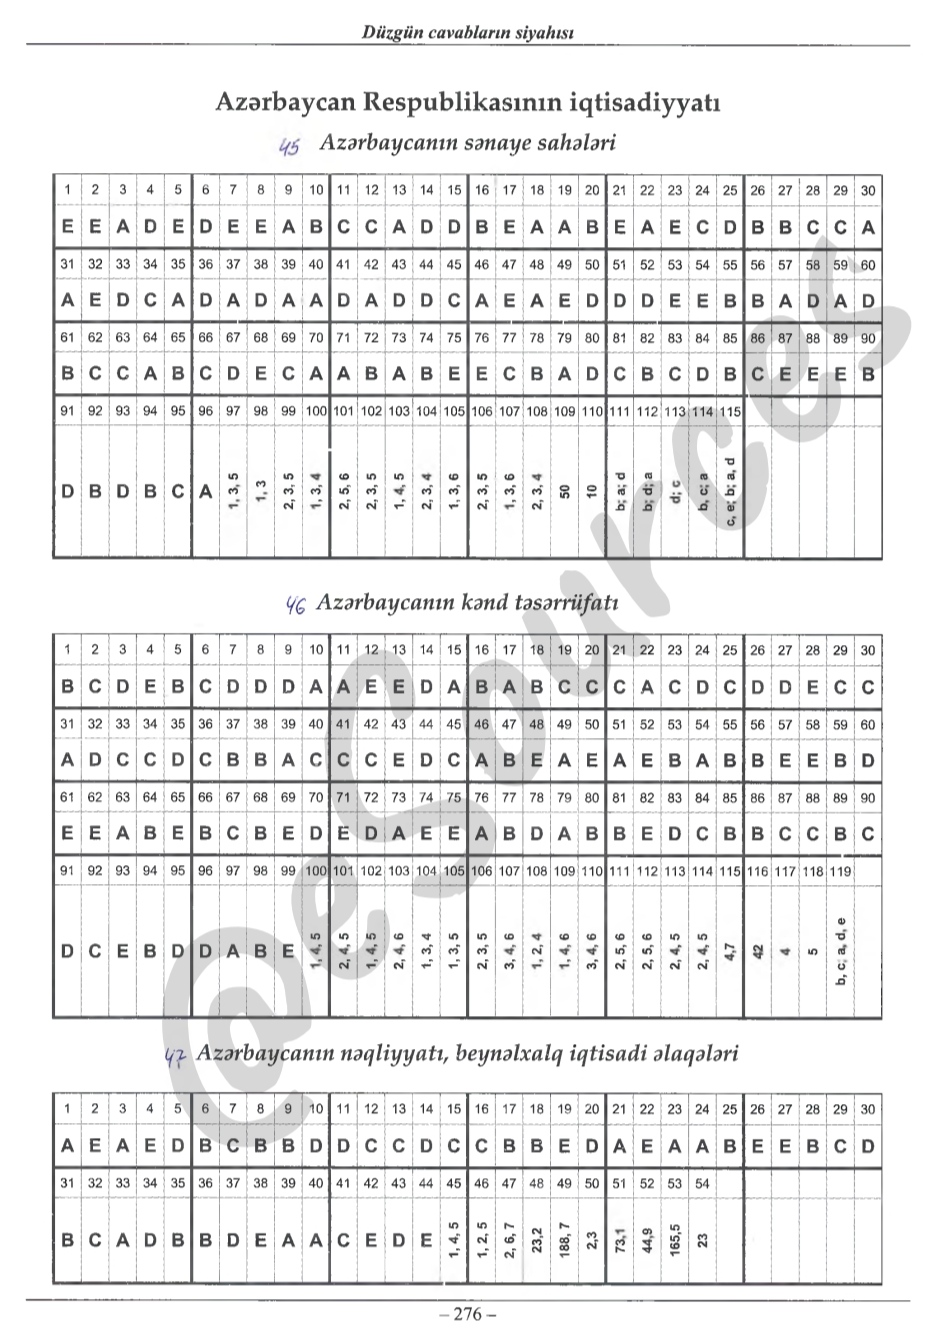 Düzgün cavabların siyahısı
Azərbaycan Respublikasının iqtisadiyyatı
45 Azərbaycanın sənaye sahələri
1 2 3 4 5 6 7 8 9 10 11 12 13 14 15 16 17 18 19 20 21 22 23 24 25 26 27 28 29 30
E E A D E D E E A B C C A D D B E A A B E A E C D B B C C A
31 32 33 34 35 36 37 38 39 40 41 42 43 44 45 46 47 48 49 50 51 52 53 54 55 56 57 58 59 60
A E D C A D A D A A D A D D C A E A E D D D E E B B A D A D
61 62 63 64 65 66 67 68 69 70 71 72 73 74 75 76 77 78 79 80 81 82 83 84 85 86 87 88 89 90
B C C A B C D E C A A B A B E E C B A D C B C D B C E E E B
91 92 93 94 95 96 97 98 99 100 101 102 103 104 105 106 107 108 109 110 111 112 113 114 115
D B D B C A 1, 3, 5 1, 3 2, 3, 5 1, 3, 4 2, 5, 6 2, 3, 5 1, 4, 5 2, 3, 4 1, 3, 6 2, 3, 5 1, 3, 6 2, 3, 4 50 10 b; a; d b; d; a d; c b, c; a c, e; b; a, d
46 Azərbaycanın kənd təsərrüfatı
1 2 3 4 5 6 7 8 9 10 11 12 13 14 15 16 17 18 19 20 21 22 23 24 25 26 27 28 29 30
B C D E B C D D D A A E E D A B A B C C C A C D C D D E C C
31 32 33 34 35 36 37 38 39 40 41 42 43 44 45 46 47 48 49 50 51 52 53 54 55 56 57 58 59 60
A D C C D C B B A C C C E D C A B E A E A E B A B B E E B D
61 62 63 64 65 66 67 68 69 70 71 72 73 74 75 76 77 78 79 80 81 82 83 84 85 86 87 88 89 90
E E A B E B C B E D E D A E E A B D A B B E D C B B C C B C
91 92 93 94 95 96 97 98 99 100 101 102 103 104 105 106 107 108 109 110 111 112 113 114 115 116 117 118 119
D C E B D D A B E 1, 4, 5 2, 4, 5 1, 4, 5 2, 4, 6 1, 3, 4 1, 3, 5 2, 3, 5 3, 4, 6 1, 2, 4 1, 4, 6 3, 4, 6 2, 5, 6 2, 5, 6 2, 4, 5 2, 4, 5 4,7 42 4 5 b, c; a, d, e
47 Azərbaycanın nəqliyyatı, beynəlxalq iqtisadi əlaqələri
1 2 3 4 5 6 7 8 9 10 11 12 13 14 15 16 17 18 19 20 21 22 23 24 25 26 27 28 29 30
A E A E D B C B B D D C C D C C B B E D A E A A B E E B C D
31 32 33 34 35 36 37 38 39 40 41 42 43 44 45 46 47 48 49 50 51 52 53 54
B C A D B B D E A A C E D E 1, 4, 5 1, 2, 5 2, 6, 7 23,2 188, 7 2,3 73,1 44,9 165,5 23
– 276 –
@eSources